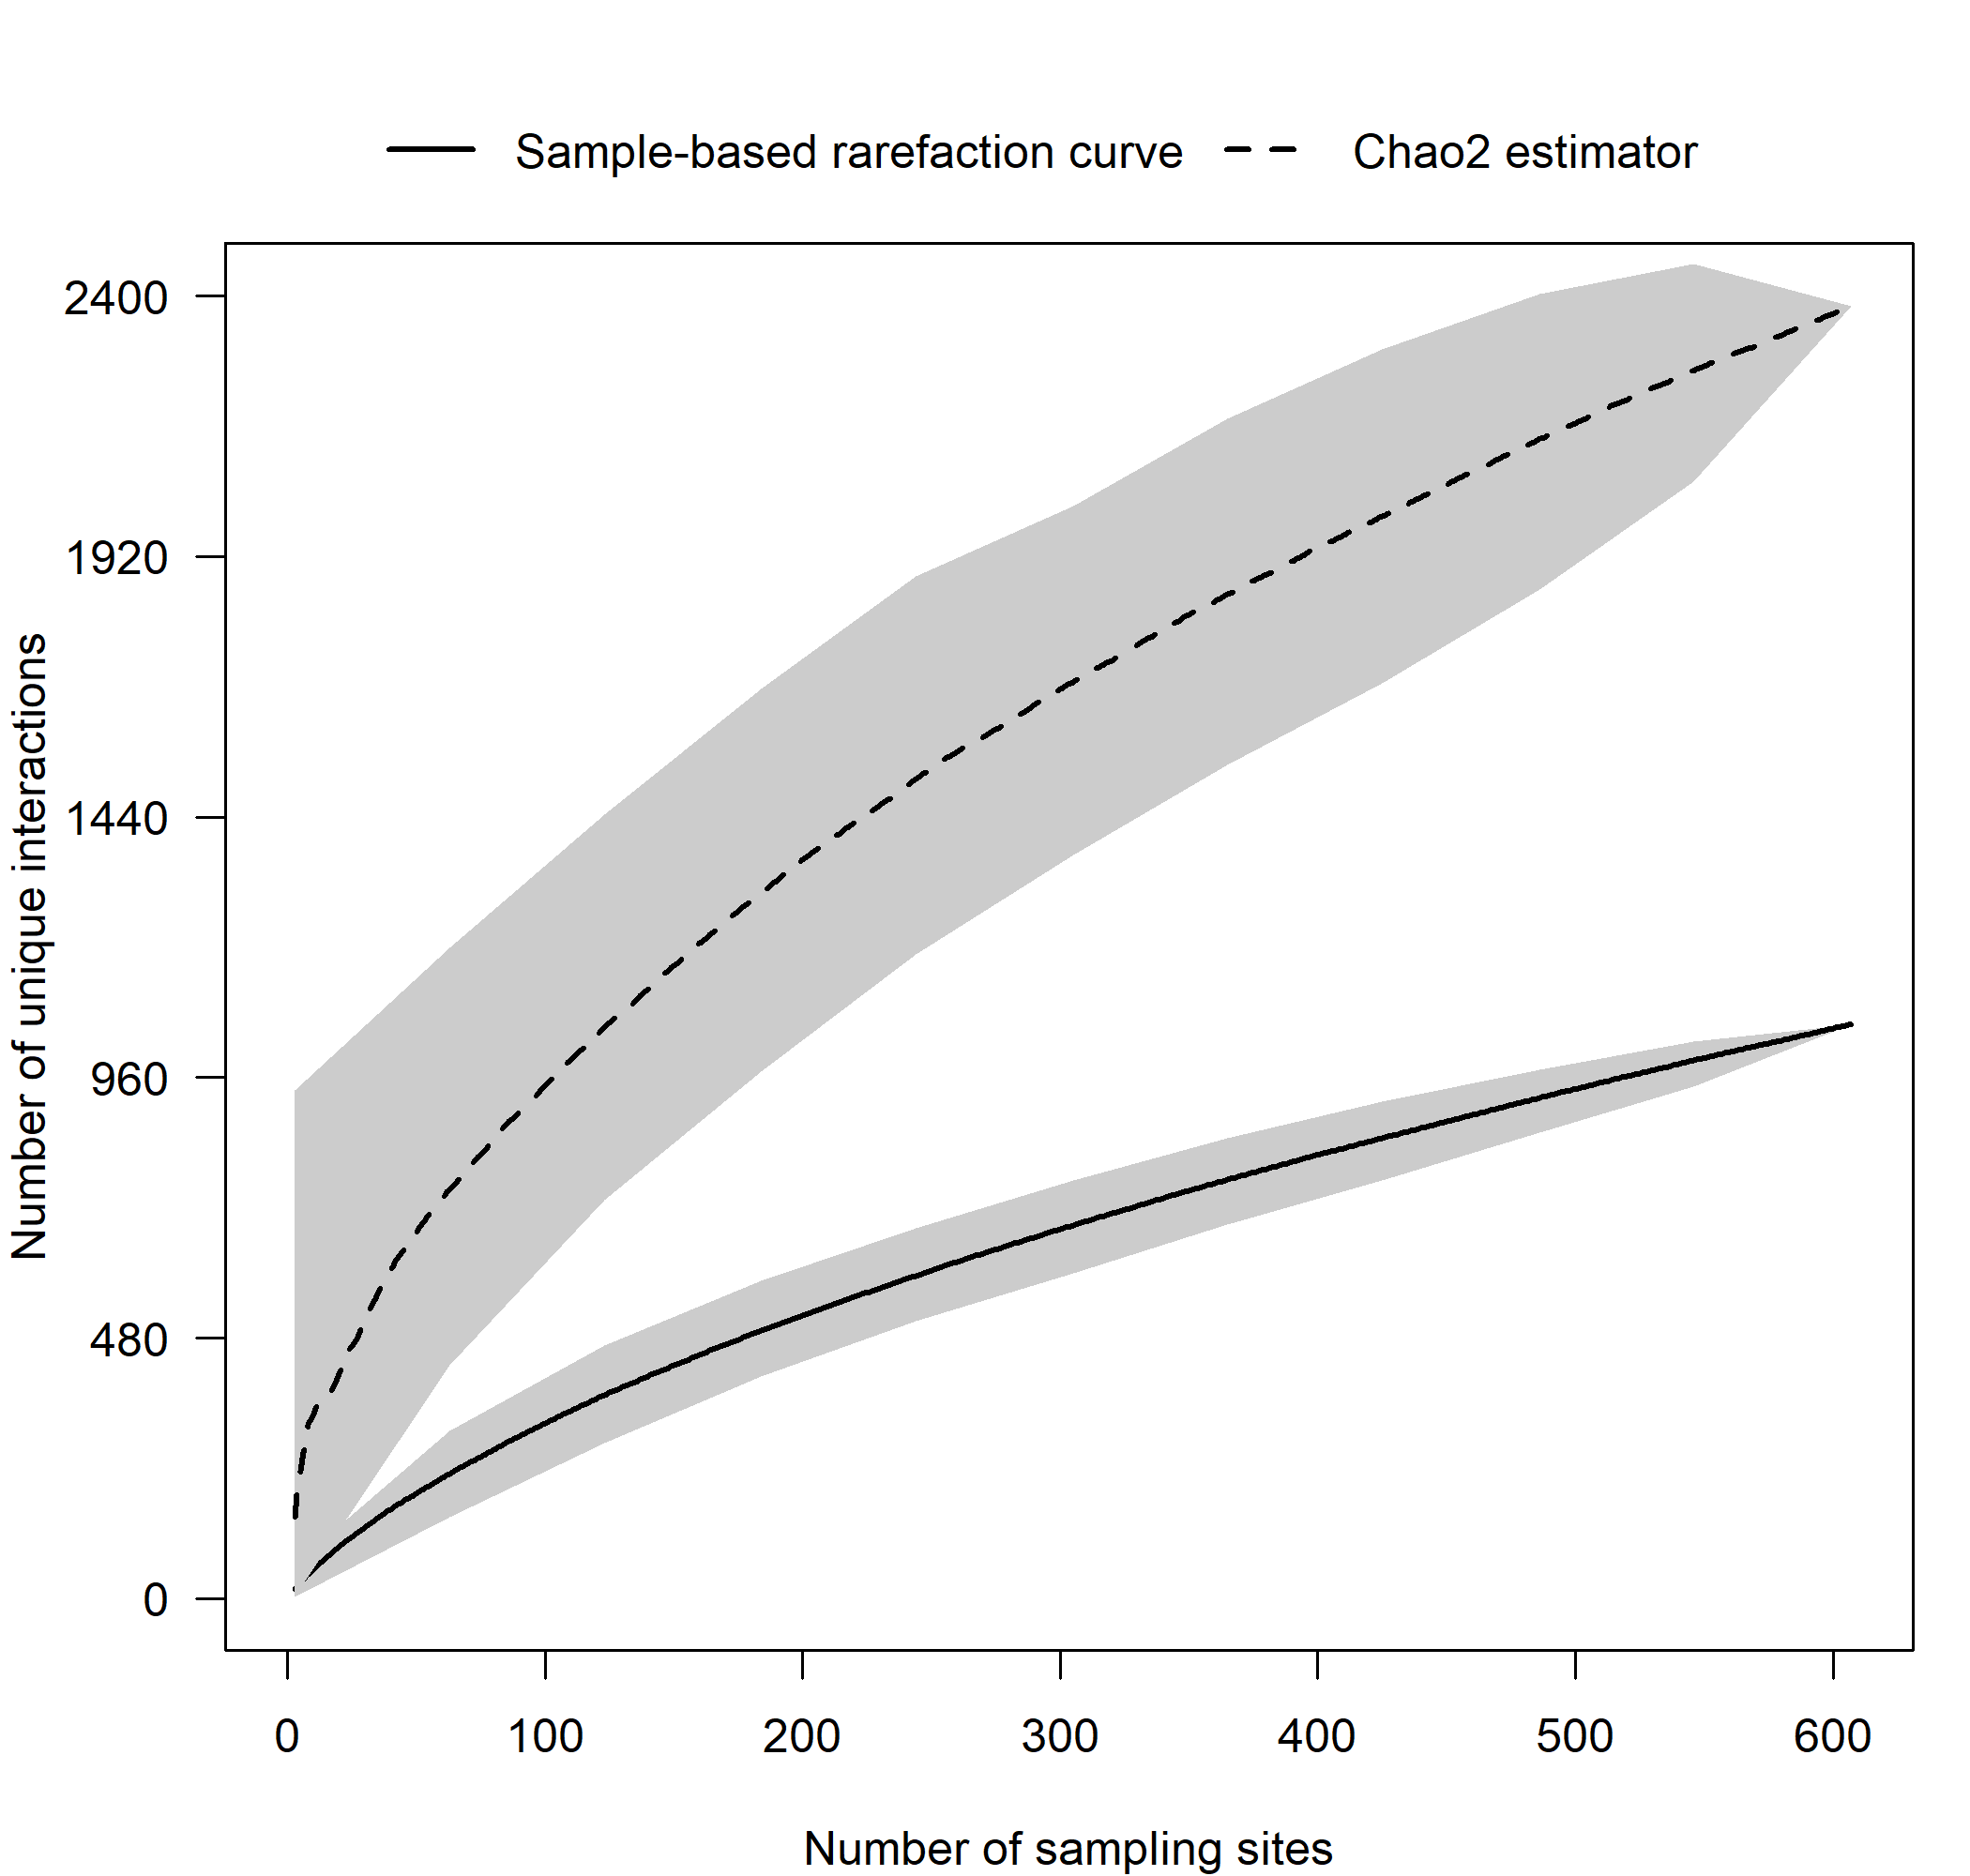 Sample-based rarefaction curve Chao2 estimator
Number of unique interactions
2400
1920
1440
960
480
0
0 100 200 300 400 500 600
Number of sampling sites